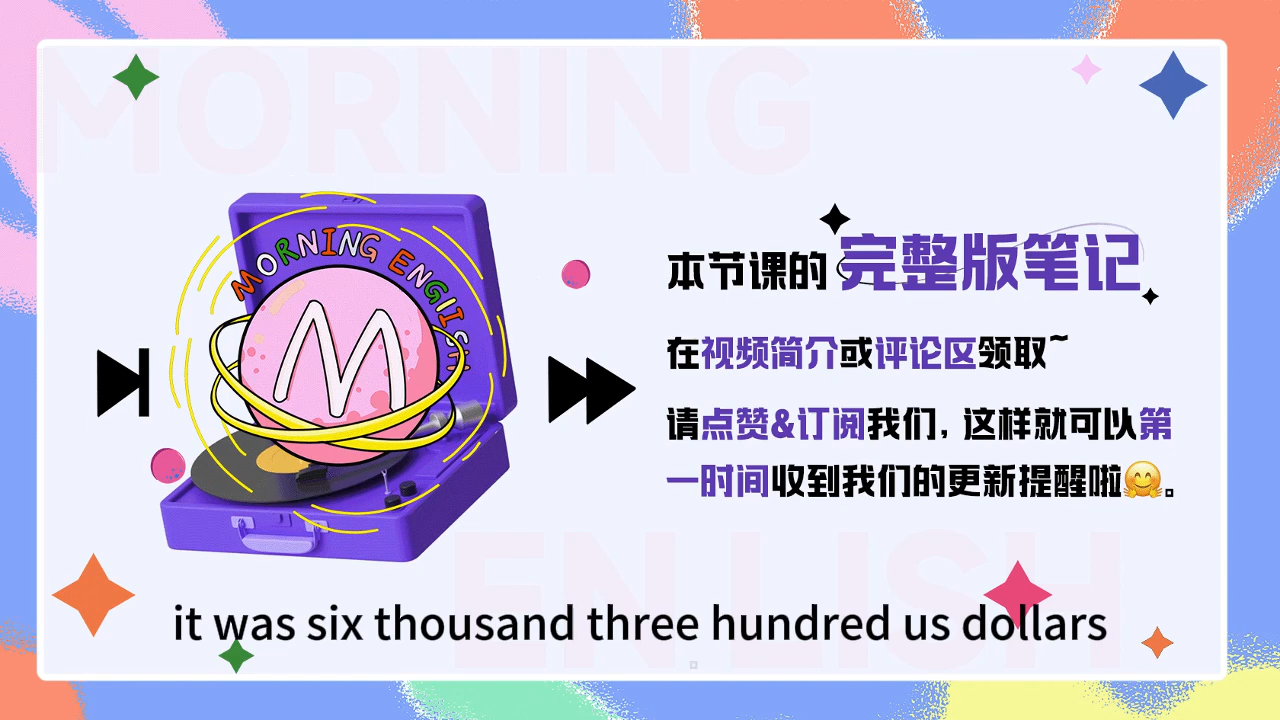 MORNING
MORNING ENGlISH
M
本节课的 完整版笔记
在视频简介或评论区领取~
请点赞&订阅我们,这样就可以第
一时间收到我们的更新提醒啦🤗。
EN LISH
it was six thousand three hundred us dollars